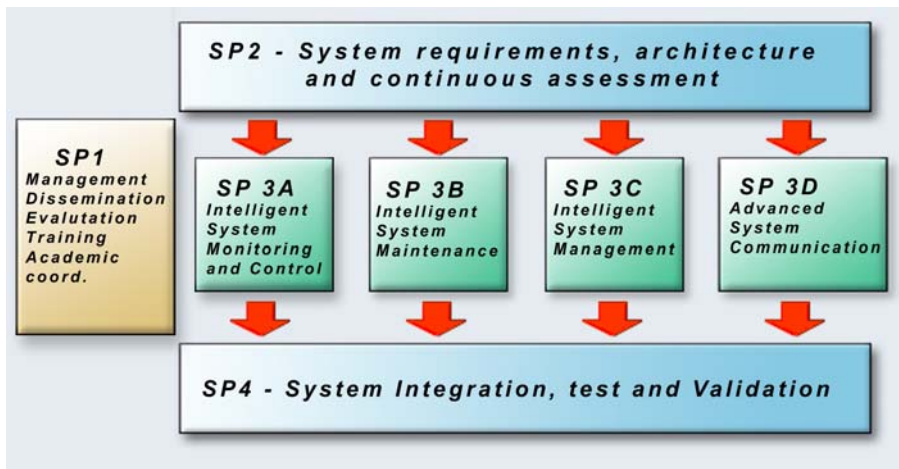 SP2 - System requirements, architecture
and continuous assessment
SP1
Management
Dissemination
Evalutation
Training
Academic
coord.
SP 3A
Intelligent
System
Monitoring
and Control
SP 3B
Intelligent
System
Maintenance
SP 3C
Intelligent
System
Management
SP 3D
Advanced
System
Communication
SP4 - System Integration, test and Validation